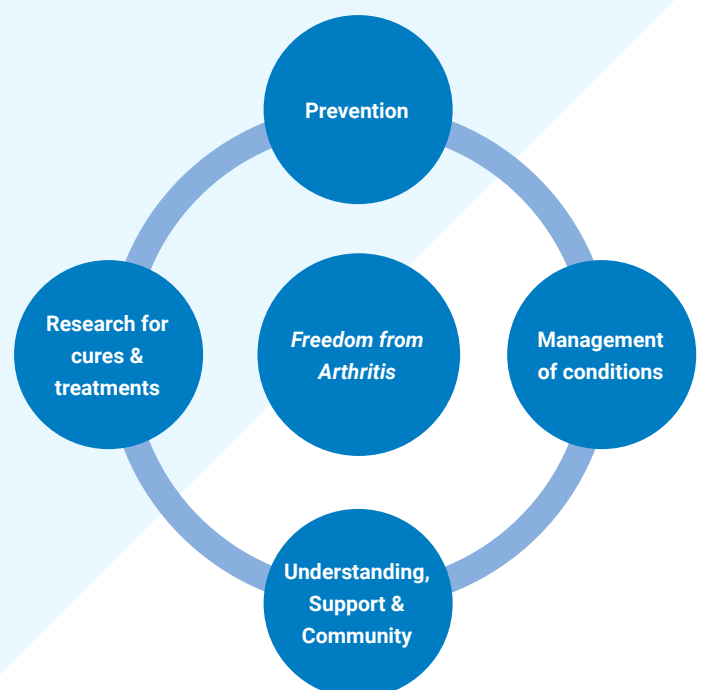 Prevention
Research for
cures &
treatments
Freedom from
Arthritis
Management
of conditions
Understanding,
Support &
Community